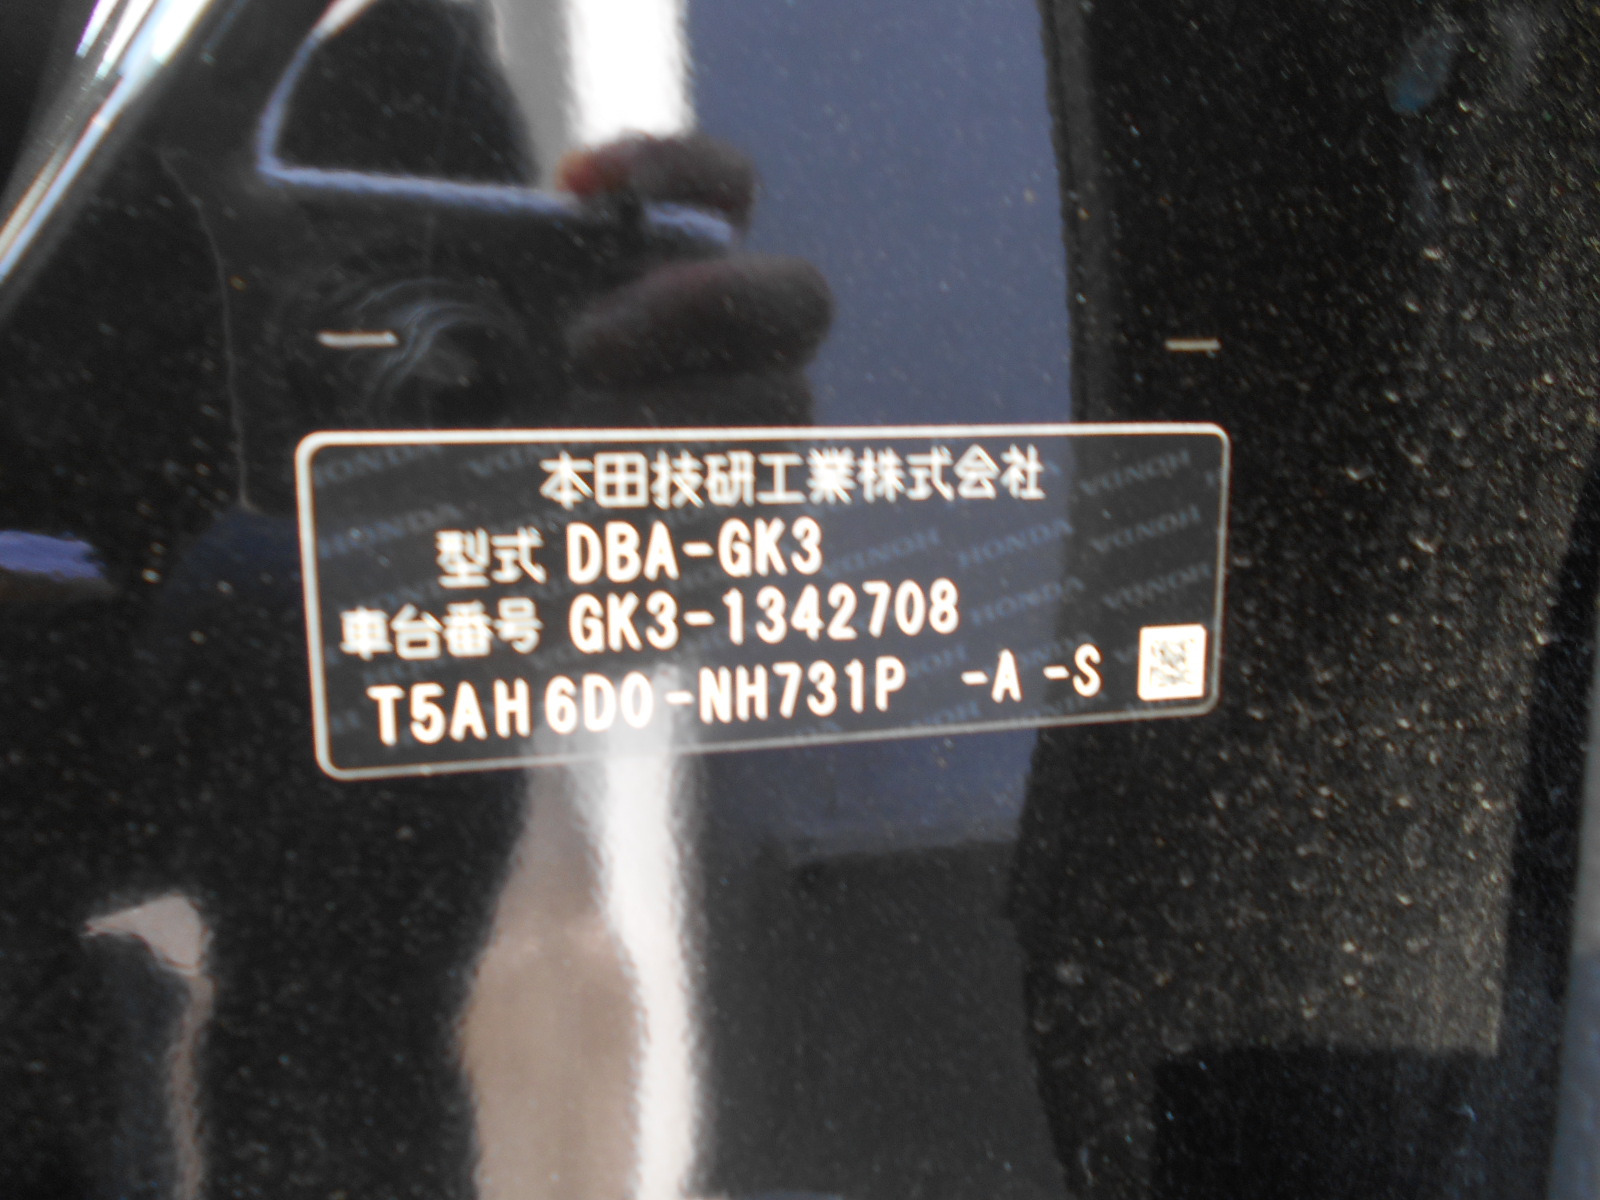 本田技研工業株式会社
型式 DBA-GK3
車台番号 GK3-1342708
T5AH6D0-NH731P -A -S